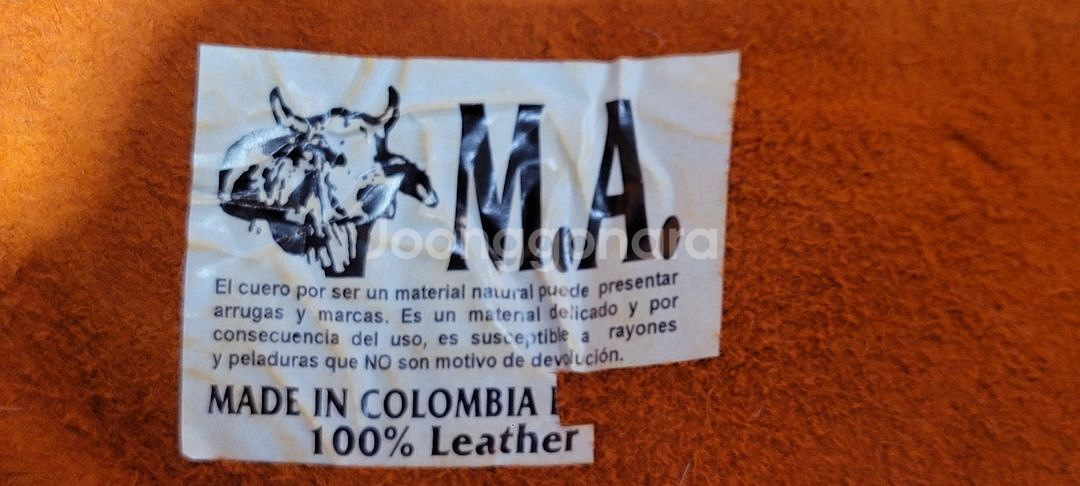 M.A.
Joonggonara
El cuero por ser un material natural puede presentar
arrugas y marcas. Es un material delicado y por
consecuencia del uso, es susceptible a rayones
y peladuras que NO son motivo de devolución.
MADE IN COLOMBIA
100% Leather